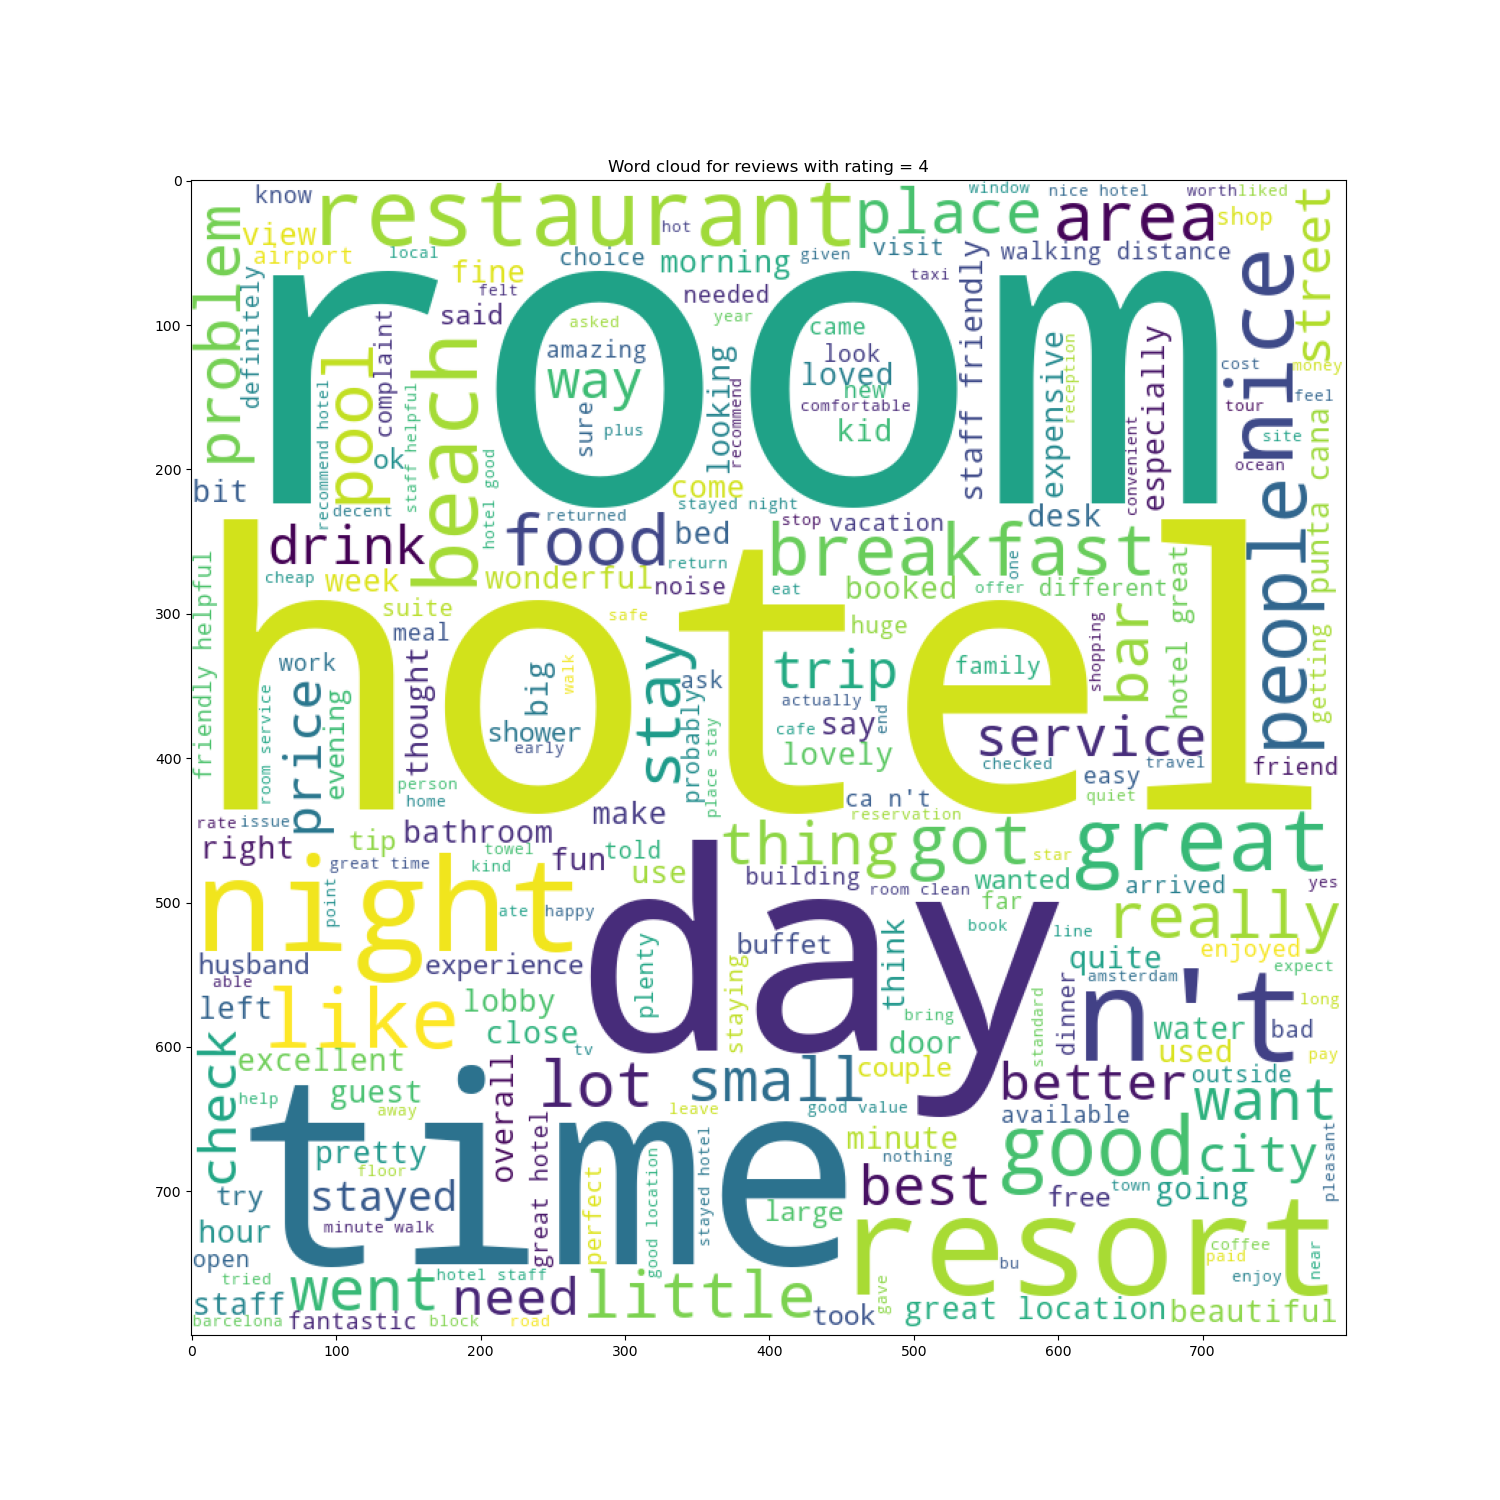 Word cloud for reviews with rating = 4
0
100
200
300
400
500
600
700
0
100
200
300
400
500
600
700
know
restaurant
place
window
nice hotel
worth
liked
area
shop
street
problem
view
airport
local
hot
choice
morning
given
visit
walking distance
fine
felt
needed
taxi
staff friendly
nice
definitely
room
said
asked
year
came
amazing
look
way
loved
new
comfortable
kid
sure
plus
looking
recommend
expensive
reception
convenient
especially
cost
money
feel
tour
site
ocean
punta cana
pool
complaint
recommend hotel
staff helpful
beach
ok
hotel good
bit
decent
come
stayed night
returned
stop
vacation
desk
drink
food
bed
breakfast
people
return
one
cheap
week
wonderful
noise
eat
booked
offer
different
hotel great
friendly helpful
hotel
suite
meal
safe
huge
shopping
bar
getting
work
thought
big
walk
stay
ask
trip
family
room service
price
evening
shower
early
probably
place stay
actually
cafe
say
end
lovely
service
checked
easy
travel
friend
person
home
quiet
ca n't
reservation
make
rate
issue
right
tip
bathroom
towel
kind
great time
fun
told
use
thing
got
star
great
building
room clean
wanted
arrived
yes
night
point
ate
happy
day
far
book
line
really
buffet
think
quite
enjoyed
expect
husband
experience
plenty
staying
amsterdam
able
left
like
lobby
close
tv
bring
door
standard
dinner
n't
long
water
bad
used
pay
check
excellent
guest
help
away
overall
lot
small
couple
better
outside
leave
good value
available
want
time
pretty
floor
great hotel
perfect
good location
stayed hotel
minute
nothing
good
city
pleasant
try
stayed
best
free
town
going
hour
minute walk
large
resort
open
coffee
paid
bu
enjoy
near
tried
hotel staff
staff
went
need
little
gave
took
great location
beautiful
barcelona
fantastic
block
road